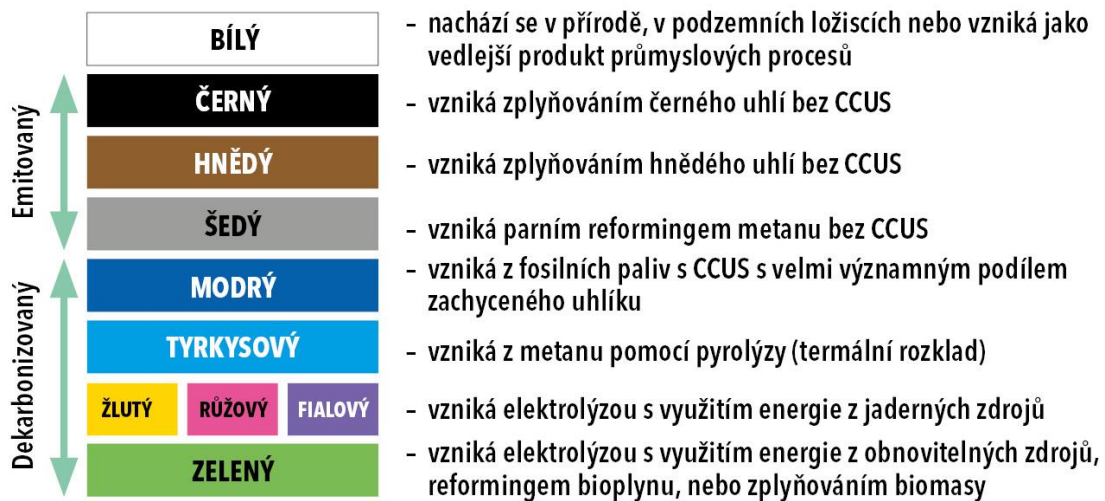 BÍLÝ
– nachází se v přírodě, v podzemních ložiscích nebo vzniká jako
vedlejší produkt průmyslových procesů
Emitovaný
ČERNÝ
– vzniká zplyňováním černého uhlí bez CCUS
HNĚDÝ
– vzniká zplyňováním hnědého uhlí bez CCUS
ŠEDÝ
– vzniká parním reformingem metanu bez CCUS
Dekarbonizovaný
MODRÝ
– vzniká z fosilních paliv s CCUS s velmi významným podílem
zachyceného uhlíku
TYRKYSOVÝ
– vzniká z metanu pomocí pyrolýzy (termální rozklad)
ŽLUTÝ
RŮŽOVÝ
FIALOVÝ
– vzniká elektrolýzou s využitím energie z jaderných zdrojů
ZELENÝ
– vzniká elektrolýzou s využitím energie z obnovitelných zdrojů,
reformingem bioplynu, nebo zplyňováním biomasy